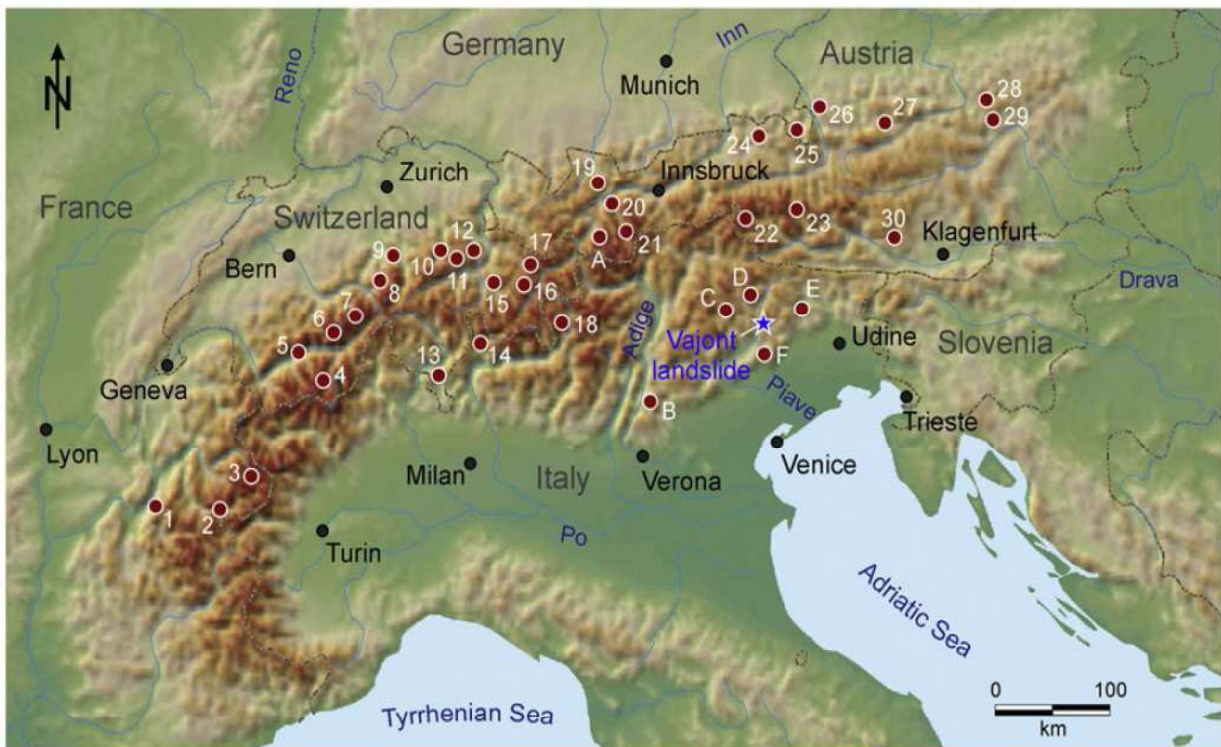 Germany
Inn
Austria
N
Reno
Munich
28
26
27
29
24
25
19
Innsbruck
Zurich
France
Switzerland
20
23
22
30
Klagenfurt
12
17
A
21
9
10
Bern
11
D
Drava
8
15
16
C
E
7
6
18
Adige
Vajont
landslide
Udine
Slovenia
5
13
14
F
Geneva
4
Piave
B
Trieste
Lyon
3
Milan
Italy
Verona
Venice
1
2
Turin
Po
Adriatic Sea
0 100
km
Tyrrhenian Sea